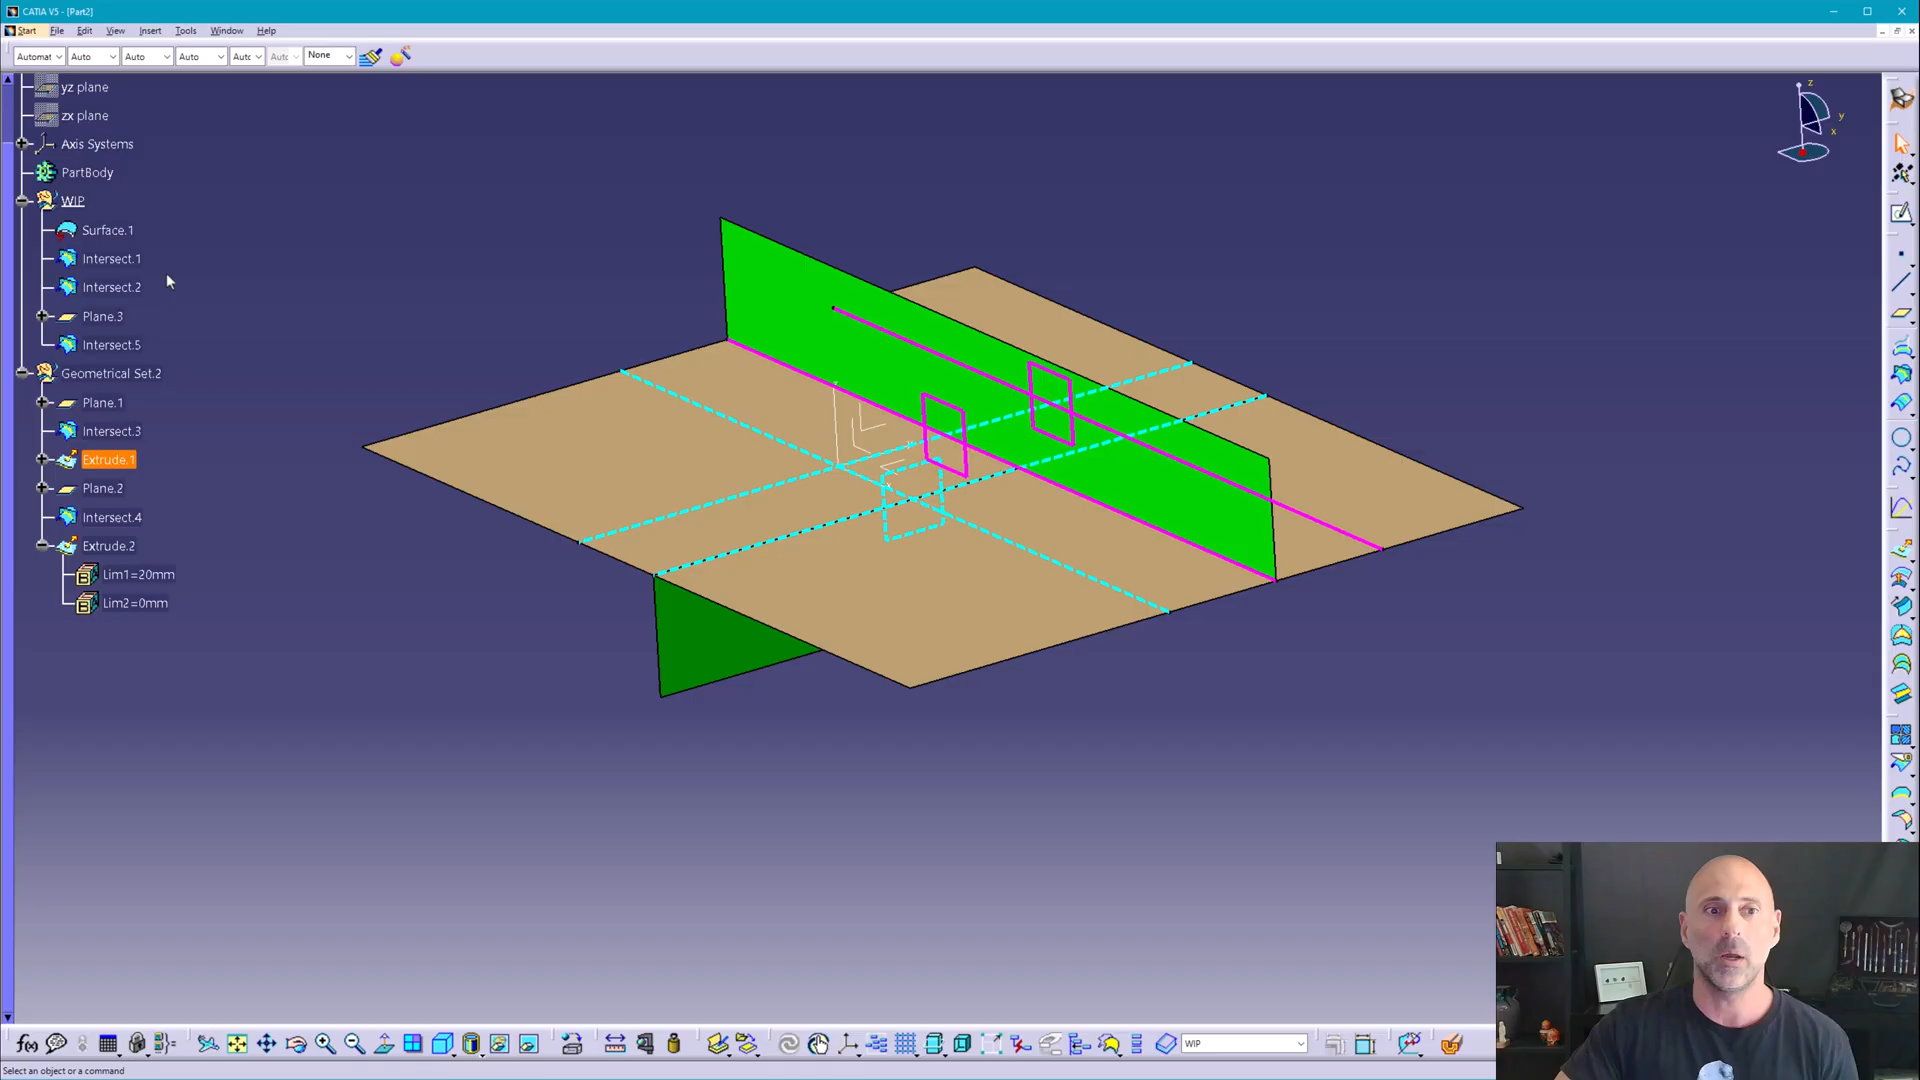 CATIA V5 - [Part2]
Start File Edit View Insert Tools Window Help
Automat Auto Auto Auto Autc Autc None
yz plane
zx plane
Axis Systems
PartBody
WIP
Surface.1
Intersect.1
Intersect.2
Plane.3
Intersect.5
Geometrical Set.2
Plane.1
Intersect.3
Extrude.1
Plane.2
Intersect.4
Extrude.2
Lim1=20mm
Lim2=0mm
z
y
x
WIP
Select an object or a command